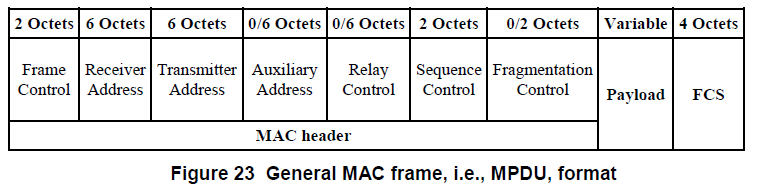 2 Octets 6 Octets 6 Octets 0/6 Octets 0/6 Octets 2 Octets 0/2 Octets Variable 4 Octets
Frame Receiver Transmitter Auxiliary Relay Sequence Fragmentation
Control Address Address Address Control Control Control
Payload FCS
MAC header
Figure 23 General MAC frame, i.e., MPDU, format